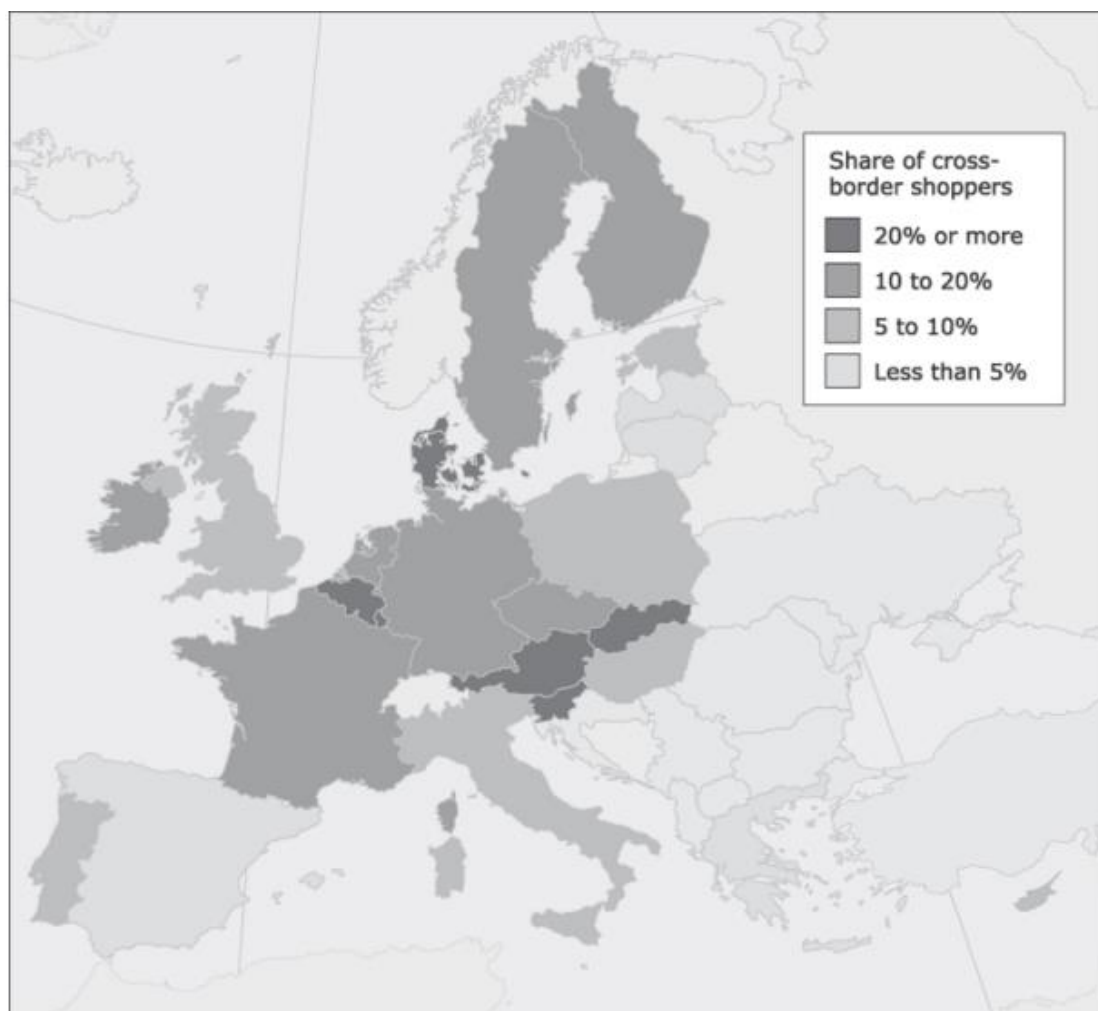 Share of cross-
border shoppers
20% or more
10 to 20%
5 to 10%
Less than 5%